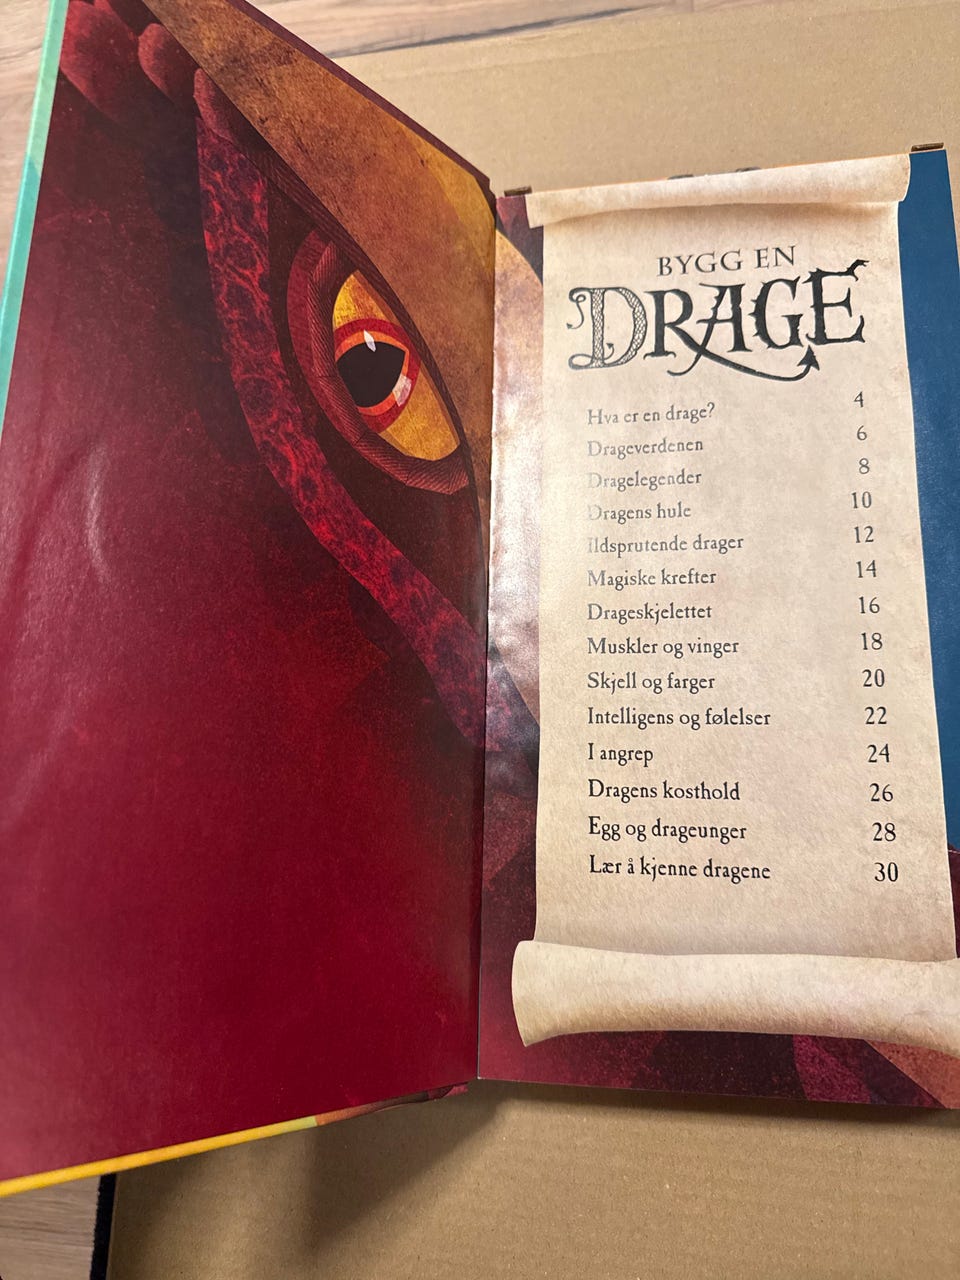 BYGG EN
DRAGE
Hva er en drage? 4
Drageverdenen 6
Dragelegender 8
Dragens hule 10
Ildsprutende drager 12
Magiske krefter 14
Drageskjelettet 16
Muskler og vinger 18
Skjell og farger 20
Intelligens og følelser 22
I angrep 24
Dragens kosthold 26
Egg og drageunger 28
Lær å kjenne dragene 30